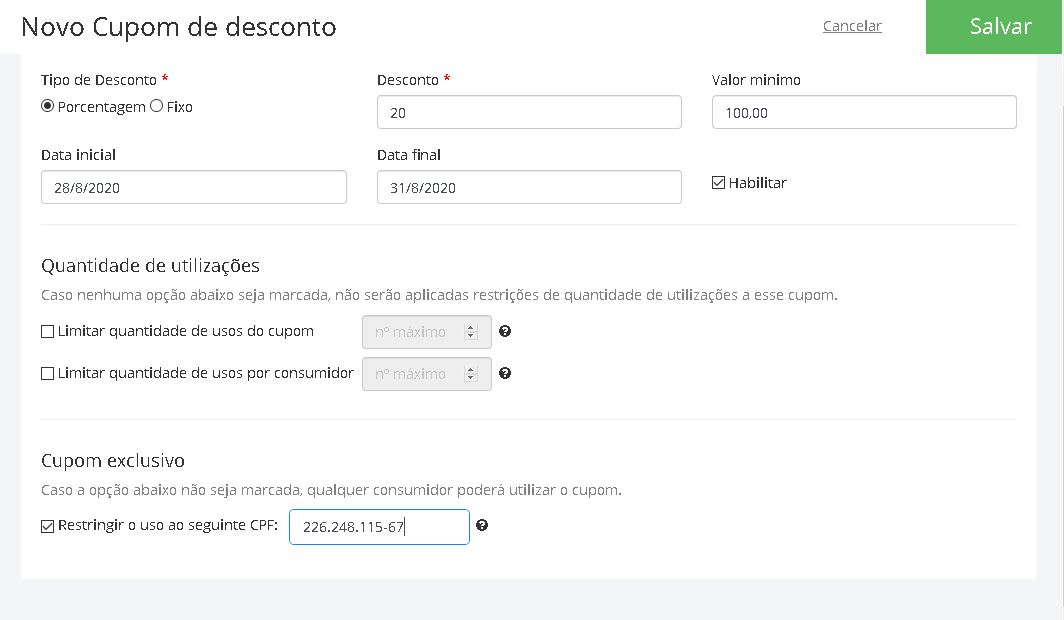 Novo Cupom de desconto
Cancelar
Salvar
Tipo de Desconto *
Desconto *
Valor minimo
Porcentagem Fixo
20
100,00
Data inicial
Data final
28/8/2020
31/8/2020
Habilitar
Quantidade de utilizações
Caso nenhuma opção abaixo seja marcada, não serão aplicadas restrições de quantidade de utilizações a esse cupom.
Limitar quantidade de usos do cupom
nº máximo
Limitar quantidade de usos por consumidor
nº máximo
Cupom exclusivo
Caso a opção abaixo não seja marcada, qualquer consumidor poderá utilizar o cupom.
Restringir o uso ao seguinte CPF:
226.248.115-67